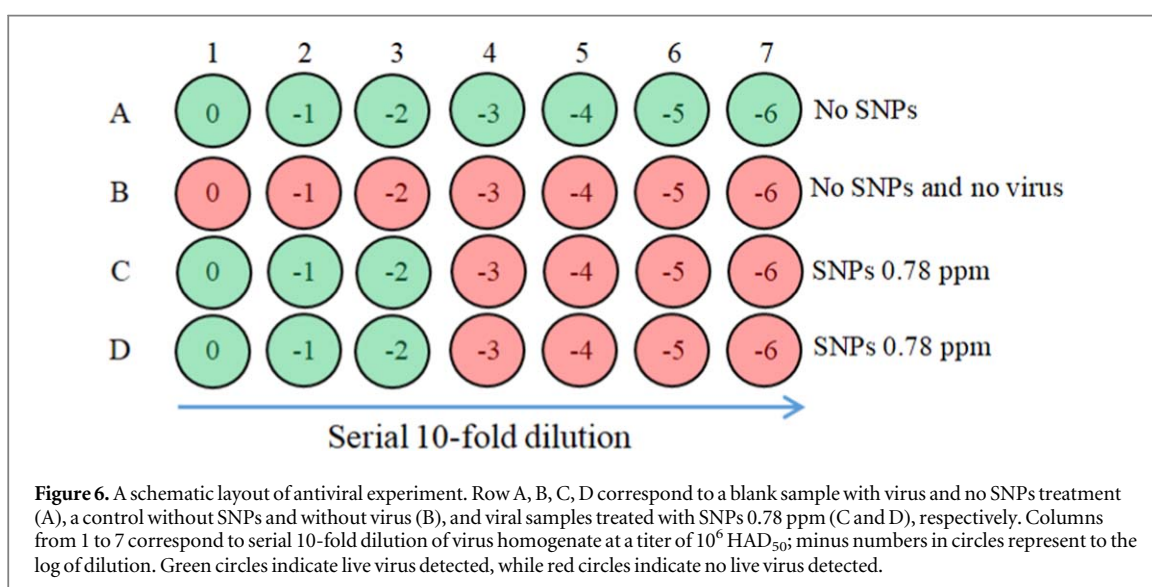 1 2 3 4 5 6 7
A 0 -1 -2 -3 -4 -5 -6 No SNPs
B 0 -1 -2 -3 -4 -5 -6 No SNPs and no virus
C 0 -1 -2 -3 -4 -5 -6 SNPs 0.78 ppm
D 0 -1 -2 -3 -4 -5 -6 SNPs 0.78 ppm
Serial 10-fold dilution
Figure 6. A schematic layout of antiviral experiment. Row A, B, C, D correspond to a blank sample with virus and no SNPs treatment
(A), a control without SNPs and without virus (B), and viral samples treated with SNPs 0.78 ppm (C and D), respectively. Columns
from 1 to 7 correspond to serial 10-fold dilution of virus homogenate at a titer of 10⁶ HAD₅₀; minus numbers in circles represent to the
log of dilution. Green circles indicate live virus detected, while red circles indicate no live virus detected.